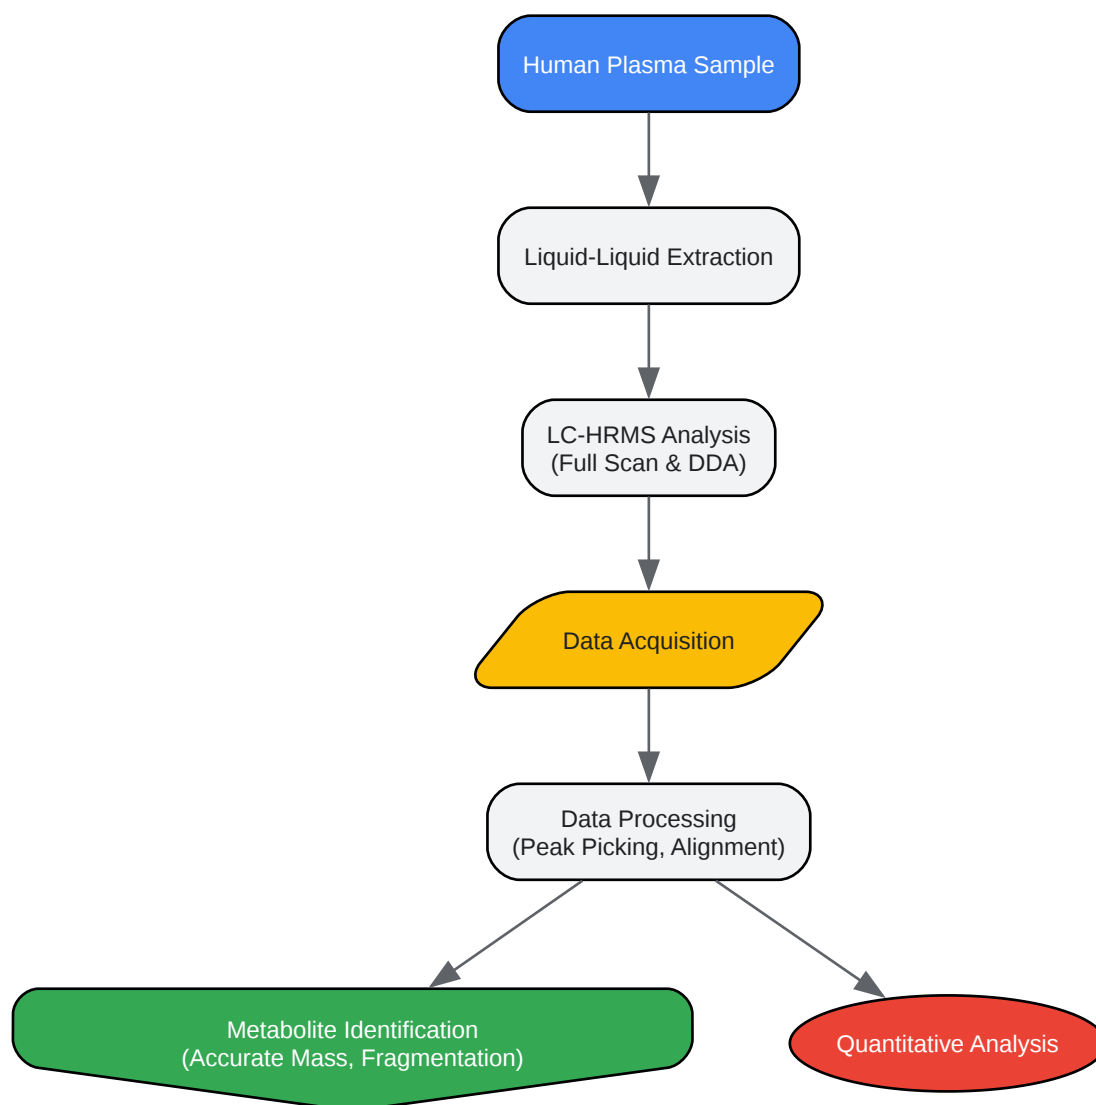 Human Plasma Sample
Liquid-Liquid Extraction
LC-HRMS Analysis
(Full Scan & DDA)
Data Acquisition
Data Processing
(Peak Picking, Alignment)
Metabolite Identification
(Accurate Mass, Fragmentation)
Quantitative Analysis